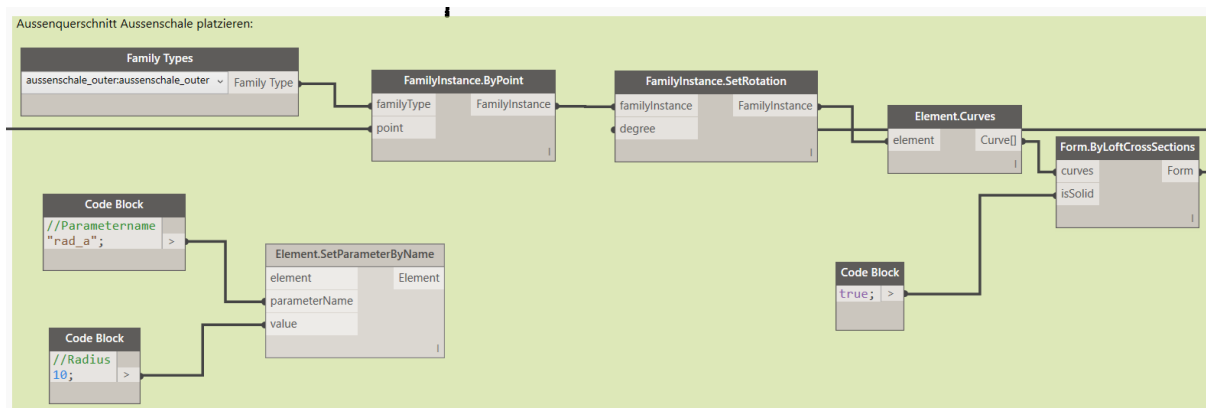 Aussenquerschnitt Aussenschale platzieren:
Family Types
aussenschale_outer:aussenschale_outer
Family Type
FamilyInstance.ByPoint
familyType
FamilyInstance
point
FamilyInstance.SetRotation
familyInstance
FamilyInstance
degree
Element.Curves
element
Curve[]
Form.ByLoftCrossSections
curves
Form
isSolid
Code Block
//Parametername
"rad_a";
>
Element.SetParameterByName
element
Element
parameterName
value
Code Block
true;
>
Code Block
//Radius
10;
>